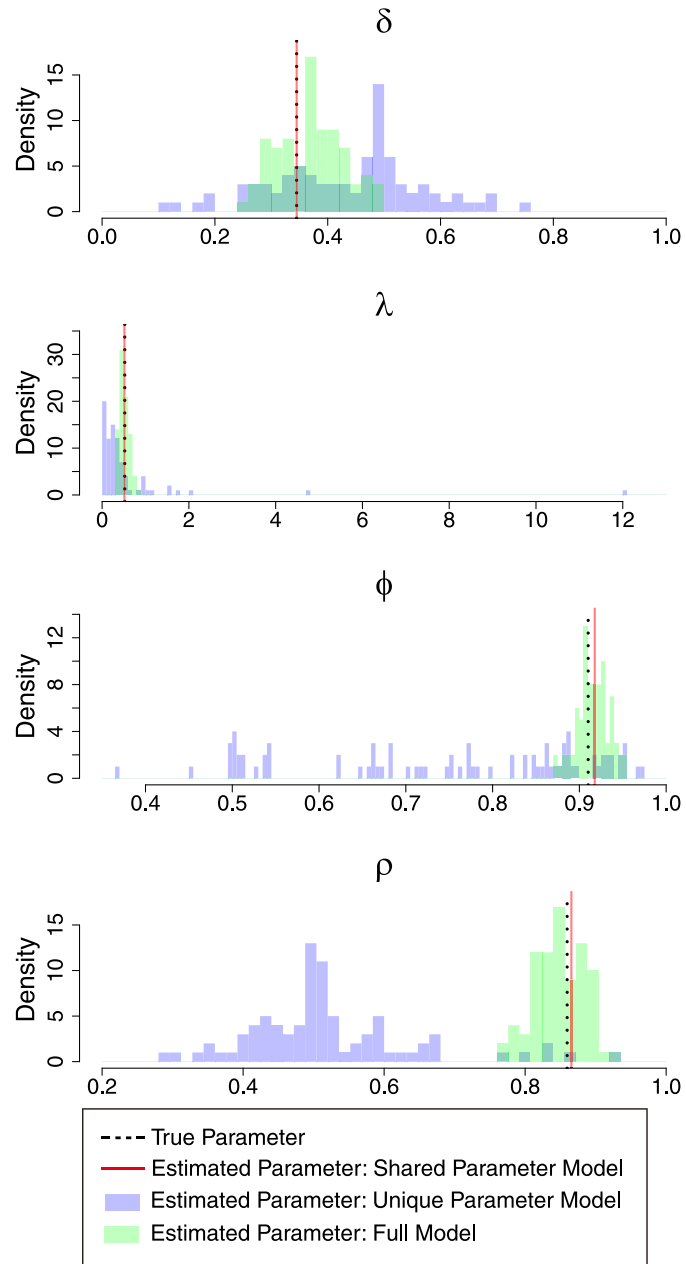 δ
Density
0 5 10 15
0.0 0.2 0.4 0.6 0.8 1.0
λ
Density
0 10 20 30
0 2 4 6 8 10 12
ϕ
Density
0 4 8 12
0.4 0.5 0.6 0.7 0.8 0.9 1.0
ρ
Density
0 5 10 15
0.2 0.4 0.6 0.8 1.0
True Parameter
Estimated Parameter: Shared Parameter Model
Estimated Parameter: Unique Parameter Model
Estimated Parameter: Full Model